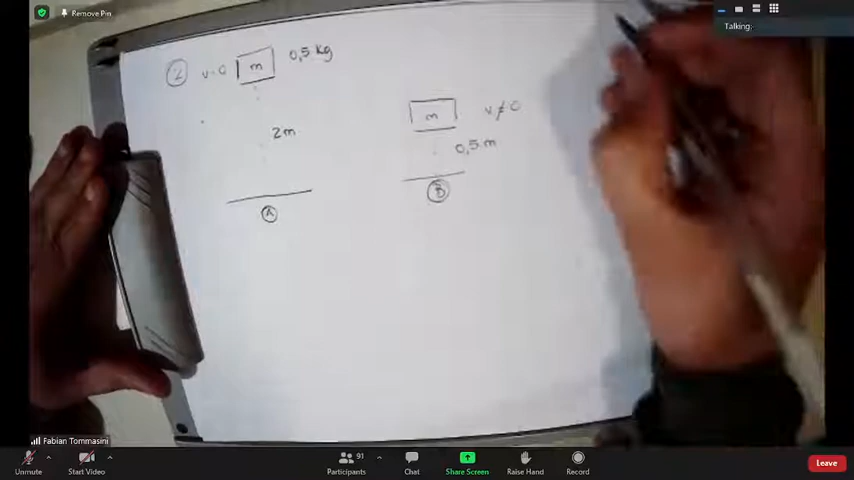 Remove Pin
Talking:
2 v=0 m 0,5 kg
m v≠0
2m
0,5 m
A
B
Fabian Tommasini
Unmute
Start Video
91
Participants
Chat
Share Screen
Raise Hand
Record
Leave